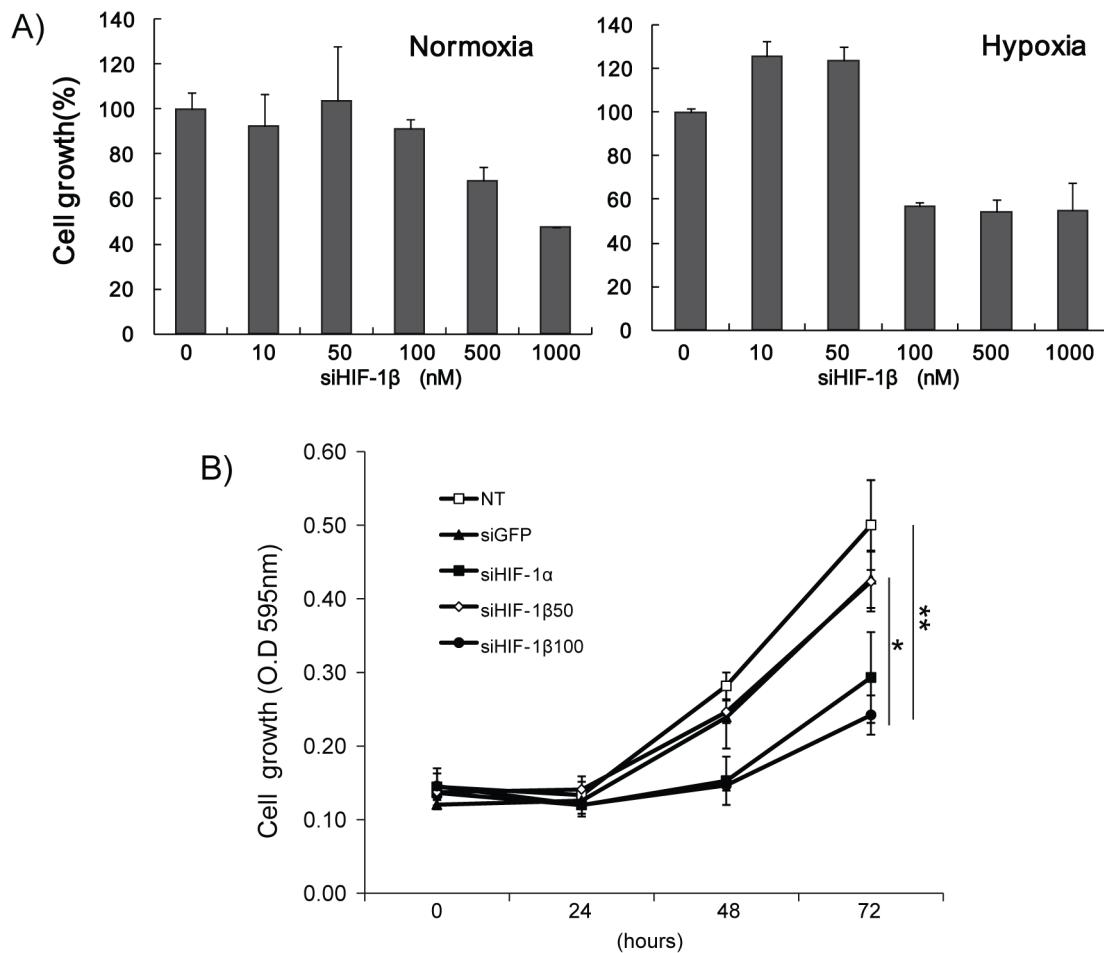 A)
Normoxia
Cell growth(%)
140
120
100
80
60
40
20
0
0 10 50 100 500 1000
siHIF-1β (nM)
Hypoxia
140
120
100
80
60
40
20
0
0 10 50 100 500 1000
siHIF-1β (nM)
B)
Cell growth (O.D 595nm)
0.60
0.50
0.40
0.30
0.20
0.10
0.00
NT
siGFP
siHIF-1α
siHIF-1β50
siHIF-1β100
*
**
0 24 48 72
(hours)